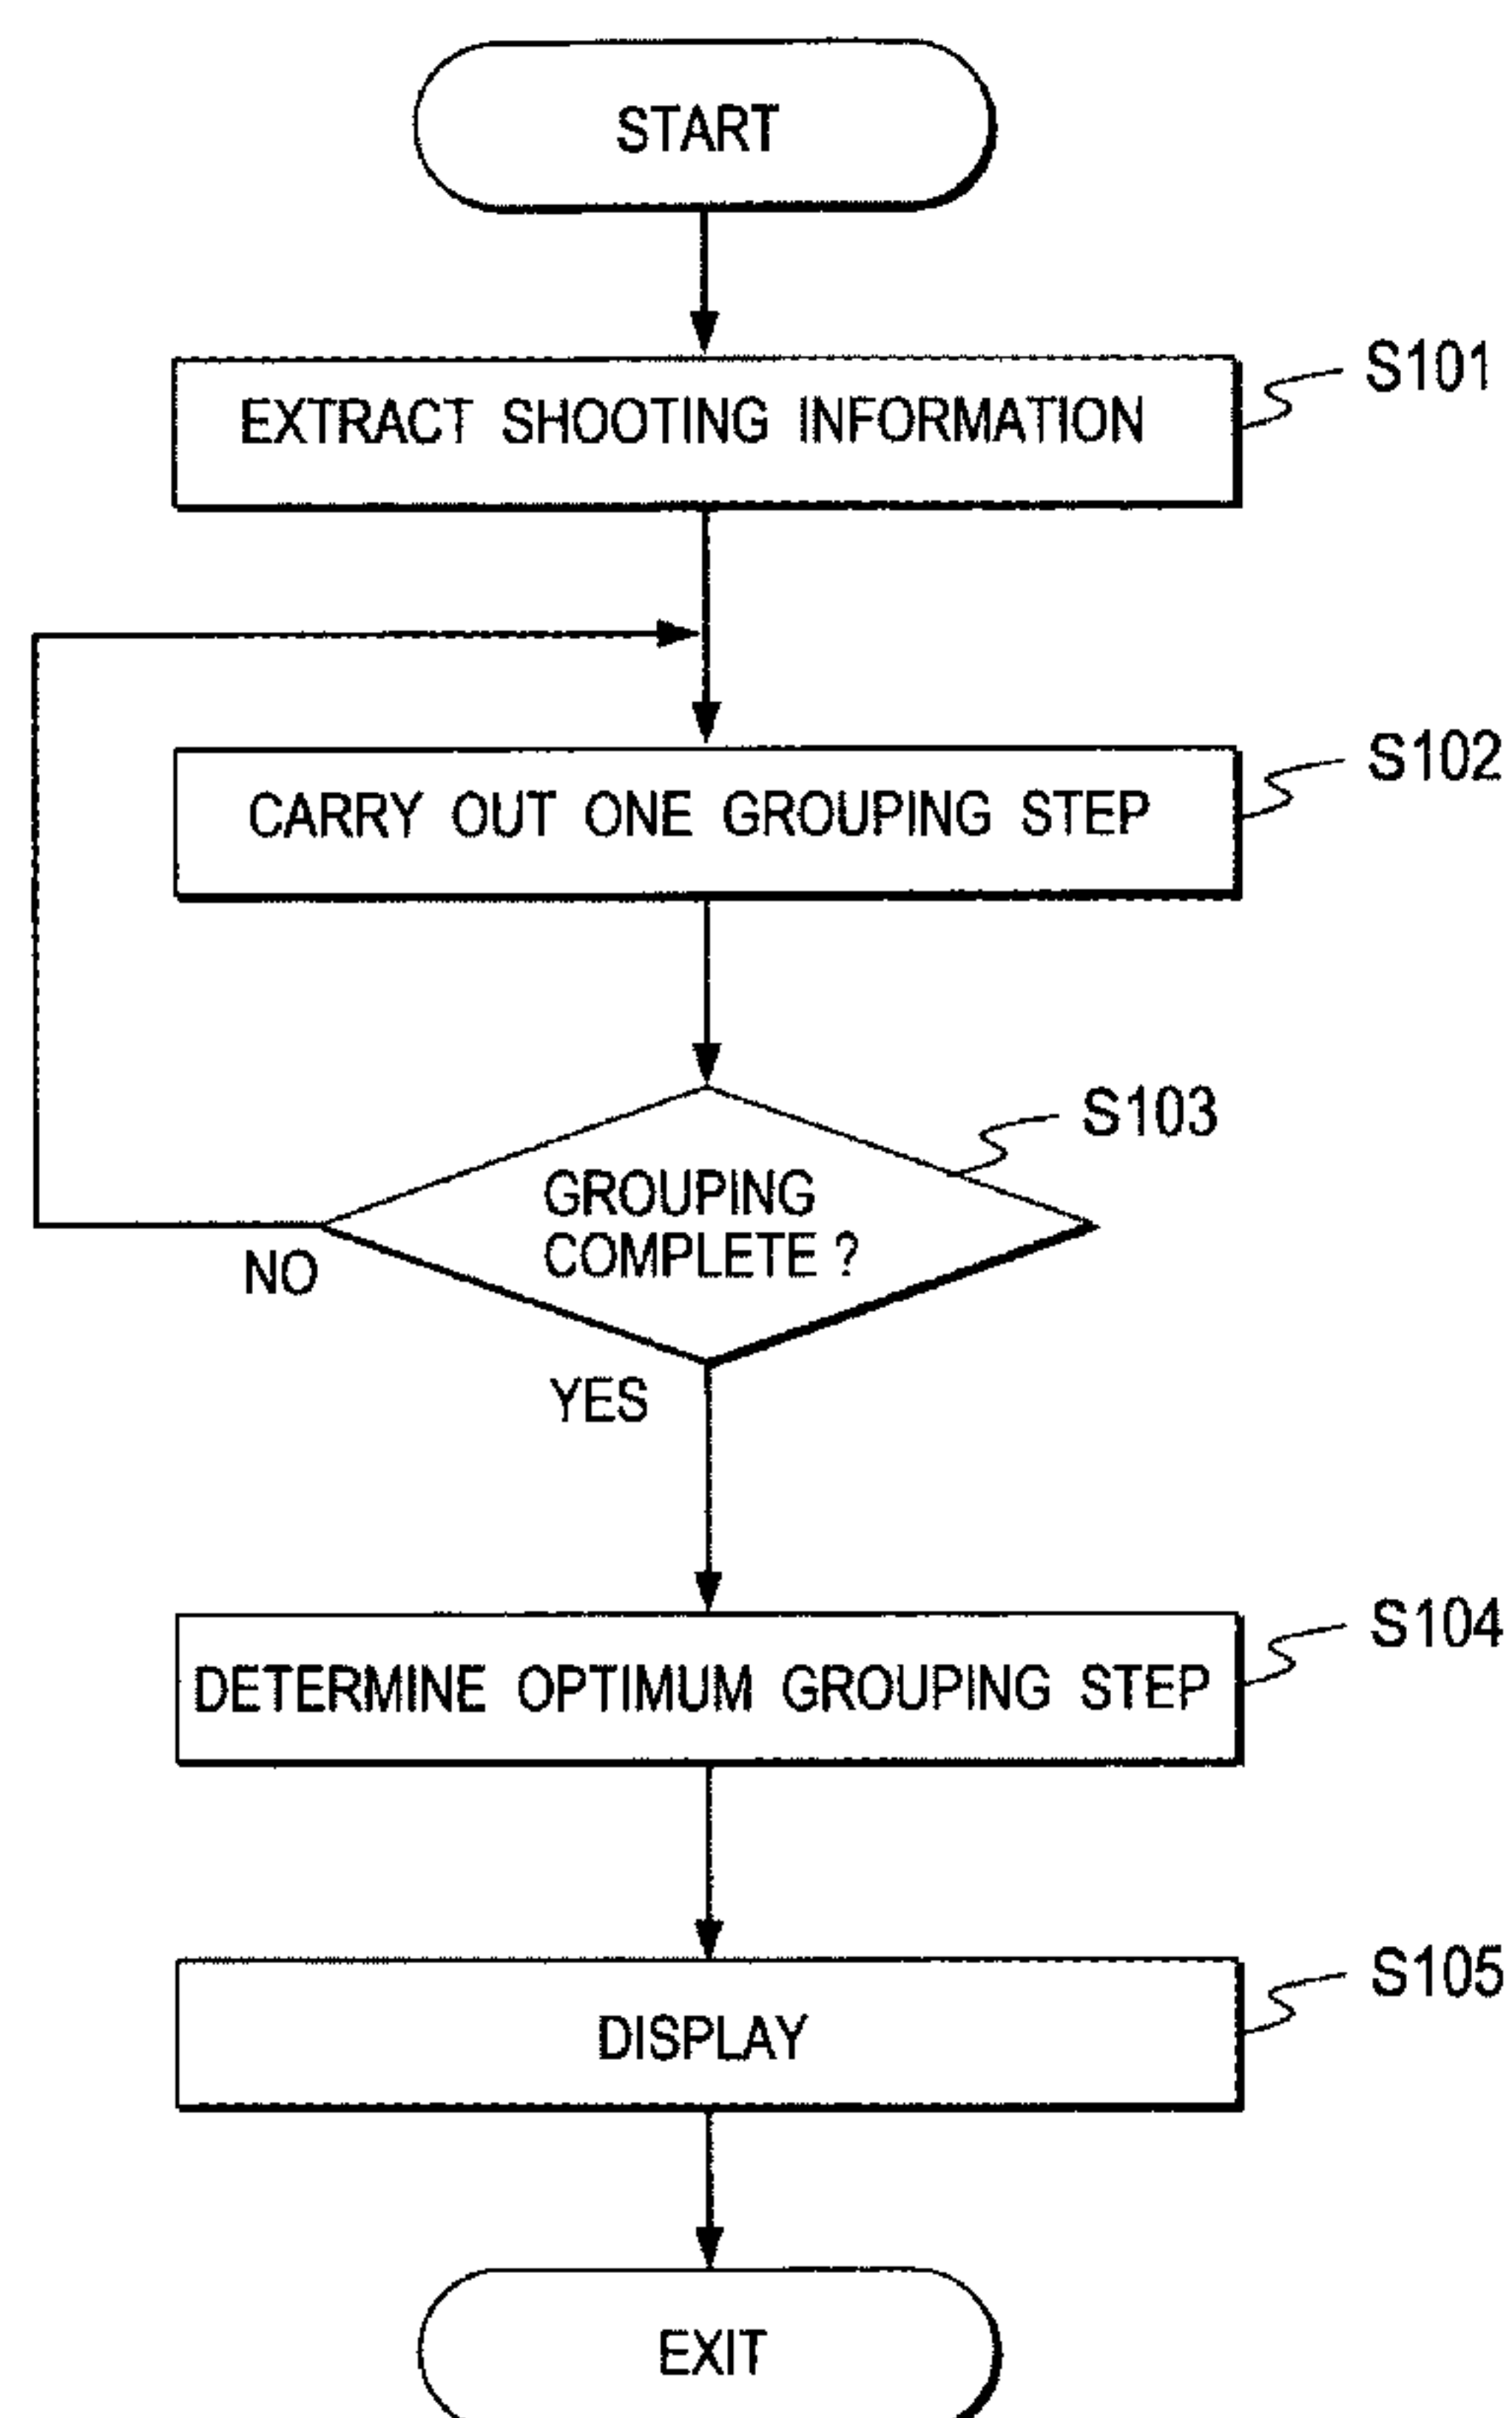 START
EXTRACT SHOOTING INFORMATION
S101
CARRY OUT ONE GROUPING STEP
S102
S103
GROUPING
COMPLETE ?
NO
YES
DETERMINE OPTIMUM GROUPING STEP
S104
DISPLAY
S105
EXIT